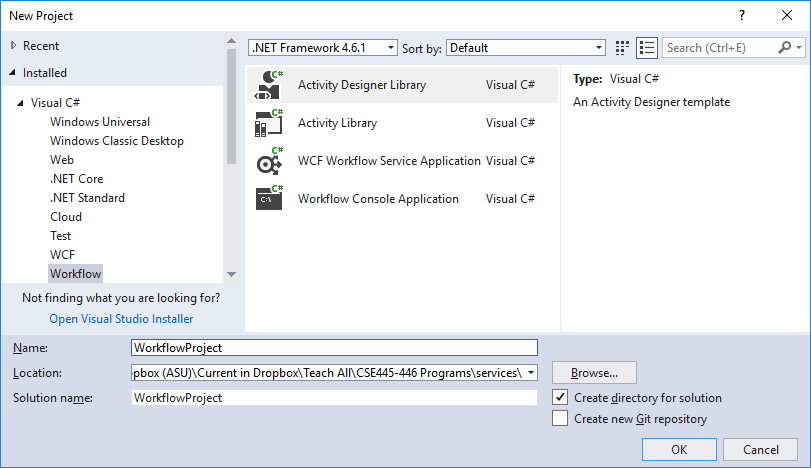 New Project
?
Recent
Installed
Visual C#
Windows Universal
Windows Classic Desktop
Web
.NET Core
.NET Standard
Cloud
Test
WCF
Workflow
Not finding what you are looking for?
Open Visual Studio Installer
.NET Framework 4.6.1 Sort by: Default
Search (Ctrl+E)
C# Activity Designer Library Visual C#
C# Activity Library Visual C#
C# WCF Workflow Service Application Visual C#
C# C:\ Workflow Console Application Visual C#
Type: Visual C#
An Activity Designer template
Name: WorkflowProject
Location: pbox (ASU)\Current in Dropbox\Teach All\CSE445-446 Programs\services\ Browse...
Solution name: WorkflowProject
Create directory for solution
Create new Git repository
OK Cancel